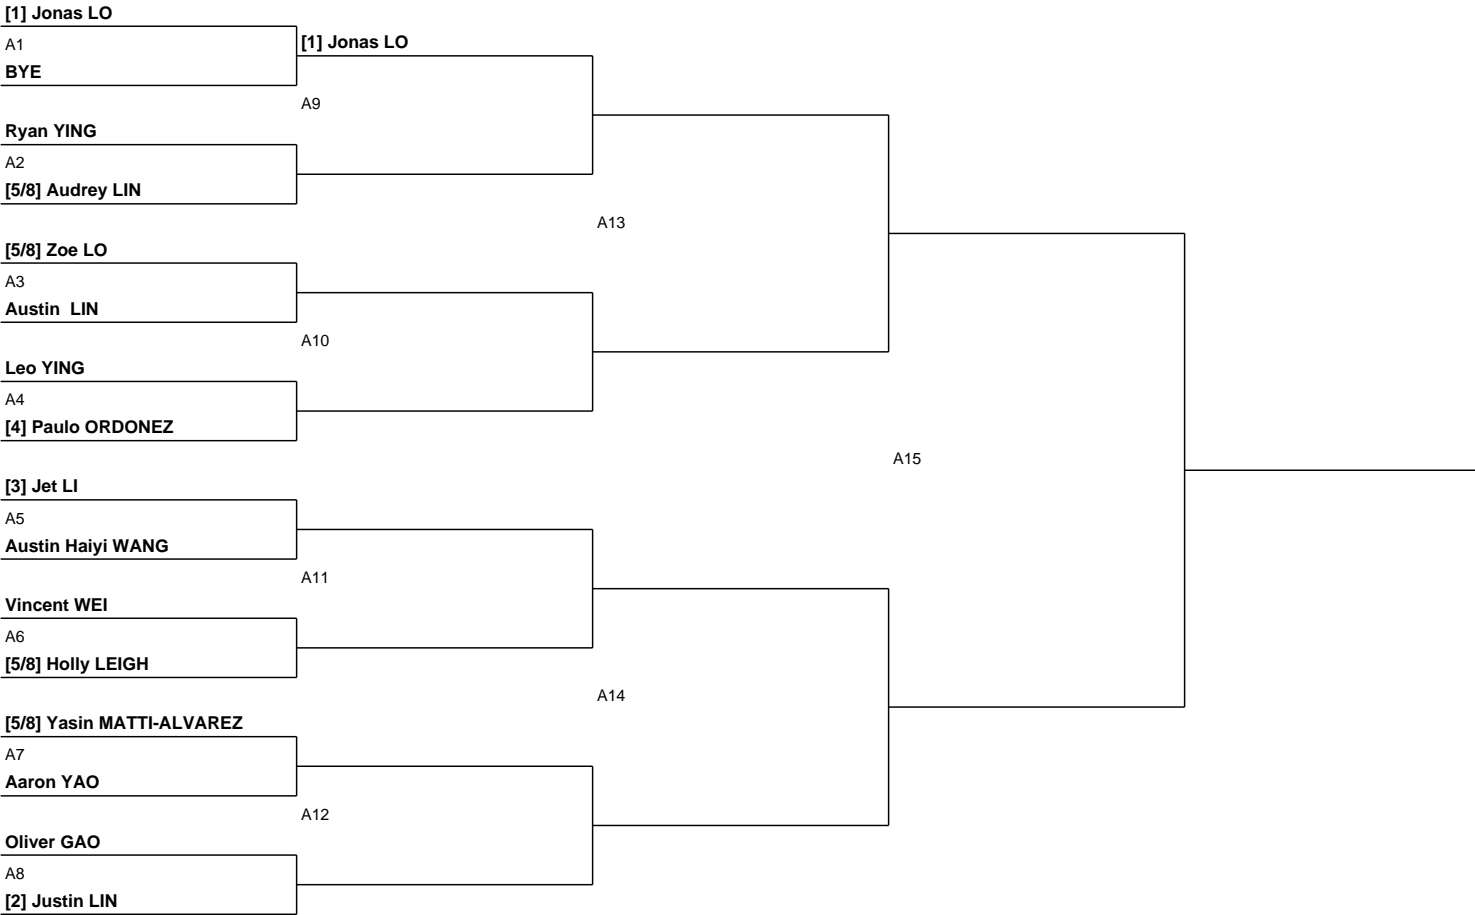 [1] Jonas LO
A1
[1] Jonas LO
BYE
A9
Ryan YING
A2
[5/8] Audrey LIN
A13
[5/8] Zoe LO
A3
Austin  LIN
A10
Leo YING
A4
[4] Paulo ORDONEZ
A15
[3] Jet LI
A5
Austin Haiyi WANG
A11
Vincent WEI
A6
[5/8] Holly LEIGH
A14
[5/8] Yasin MATTI-ALVAREZ
A7
Aaron YAO
A12
Oliver GAO
A8
[2] Justin LIN